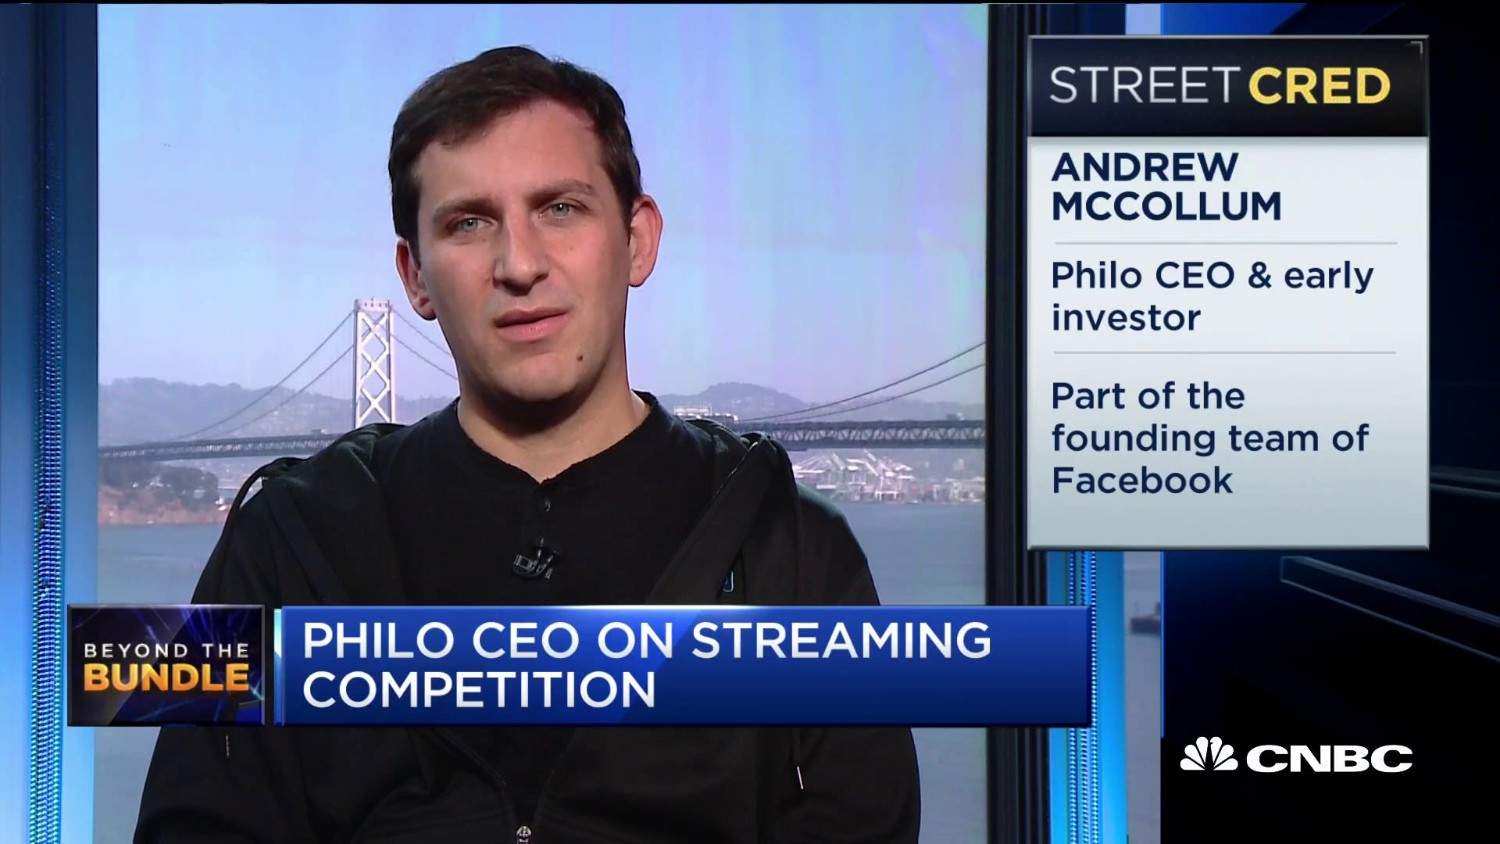 STREET CRED
ANDREW
MCCOLLUM
Philo CEO & early
investor
Part of the
founding team of
Facebook
BEYOND THE
BUNDLE
PHILO CEO ON STREAMING
COMPETITION
CNBC